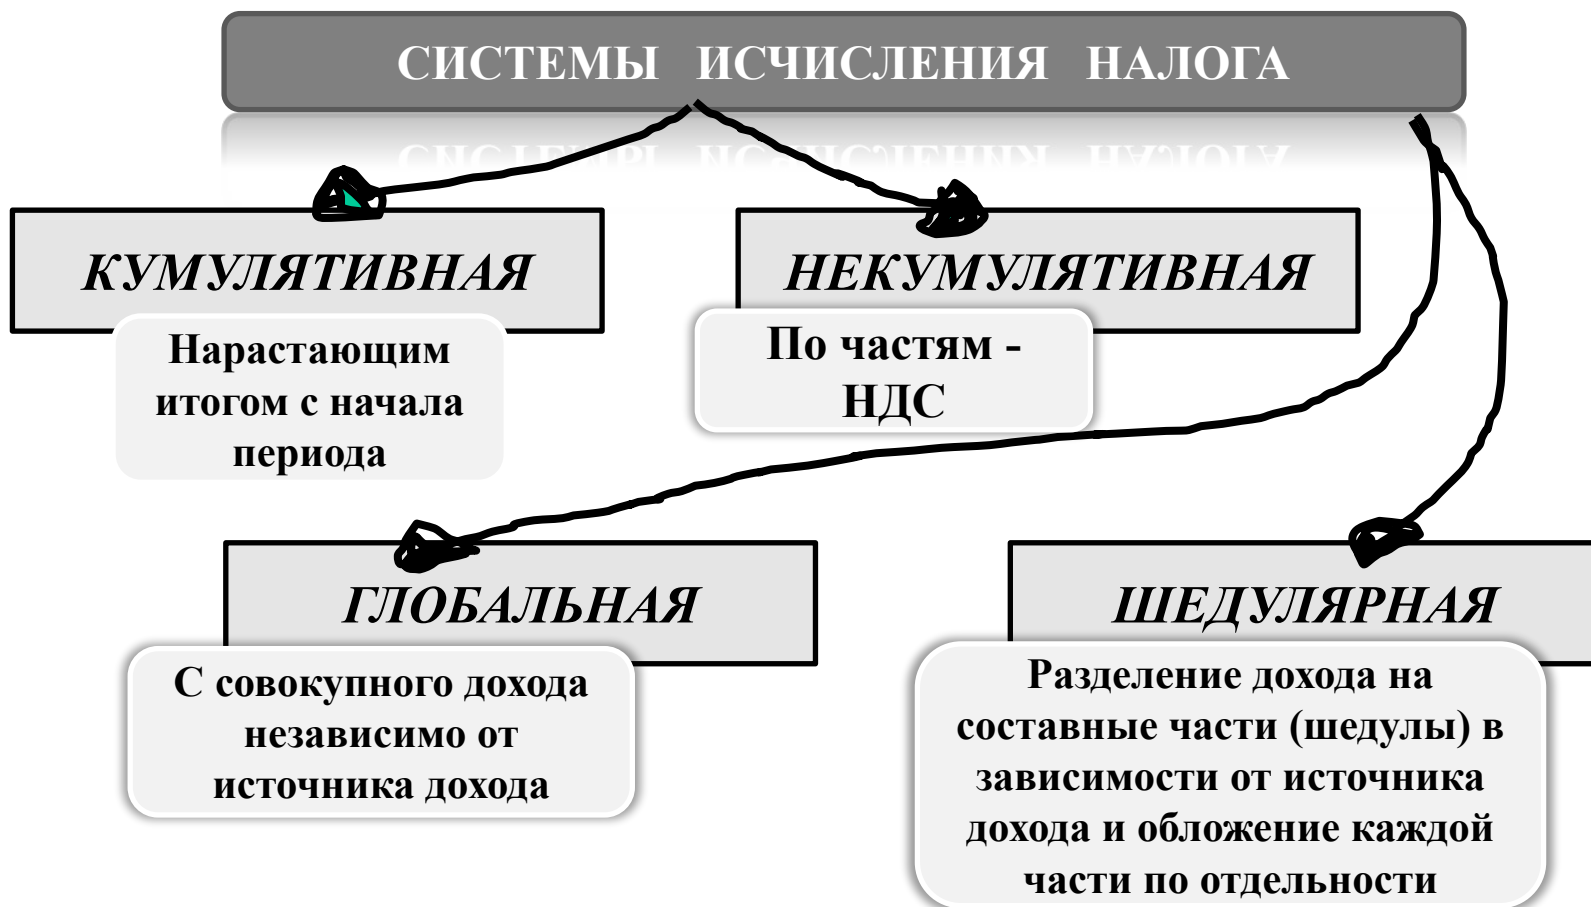 СИСТЕМЫ ИСЧИСЛЕНИЯ НАЛОГА
КУМУЛЯТИВНАЯ
Нарастающим
итогом с начала
периода
НЕКУМУЛЯТИВНАЯ
По частям -
НДС
ГЛОБАЛЬНАЯ
С совокупного дохода
независимо от
источника дохода
ШЕДУЛЯРНАЯ
Разделение дохода на
составные части (шедулы) в
зависимости от источника
дохода и обложение каждой
части по отдельности